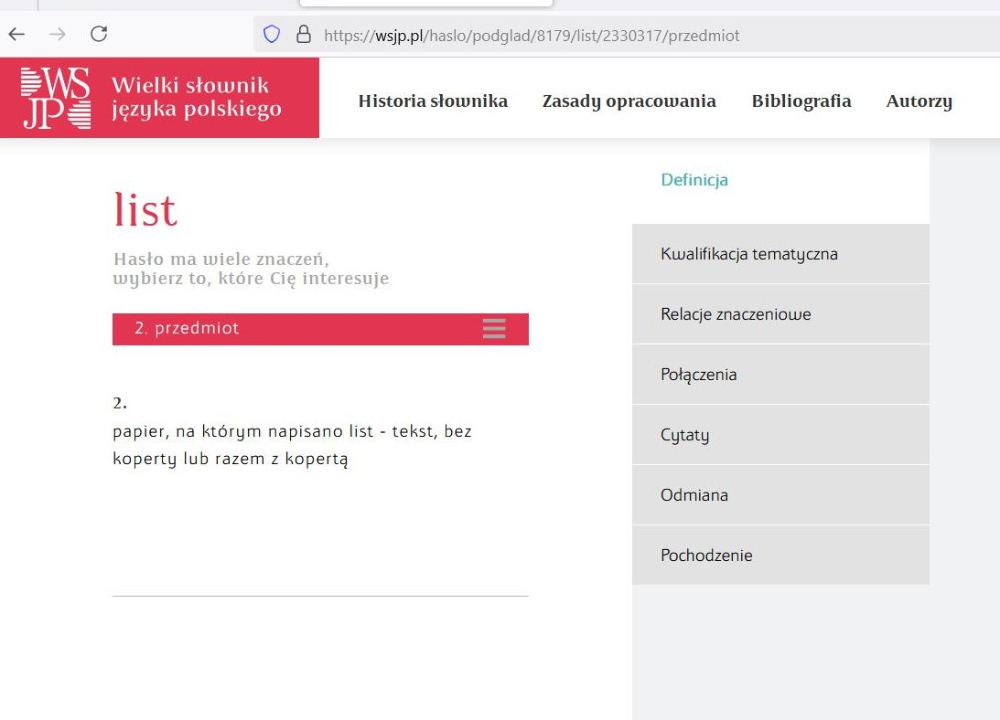 https://wsjp.pl/haslo/podglad/8179/list/2330317/przedmiot
WSJP
Wielki słownik
języka polskiego
Historia słownika
Zasady opracowania
Bibliografia
Autorzy
list
Hasło ma wiele znaczeń,
wybierz to, które Cię interesuje
2. przedmiot
2.
papier, na którym napisano list - tekst, bez
koperty lub razem z kopertą
Definicja
Kwalifikacja tematyczna
Relacje znaczeniowe
Połączenia
Cytaty
Odmiana
Pochodzenie